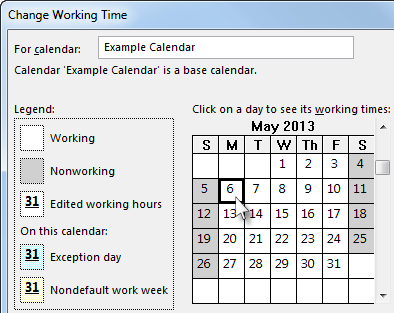 Change Working Time
For calendar: Example Calendar
Calendar 'Example Calendar' is a base calendar.
Legend:
Working
Nonworking
31 Edited working hours
On this calendar:
31 Exception day
31 Nondefault work week
Click on a day to see its working times:
May 2013
S M T W Th F S
1 2 3 4
5 6 7 8 9 10 11
12 13 14 15 16 17 18
19 20 21 22 23 24 25
26 27 28 29 30 31